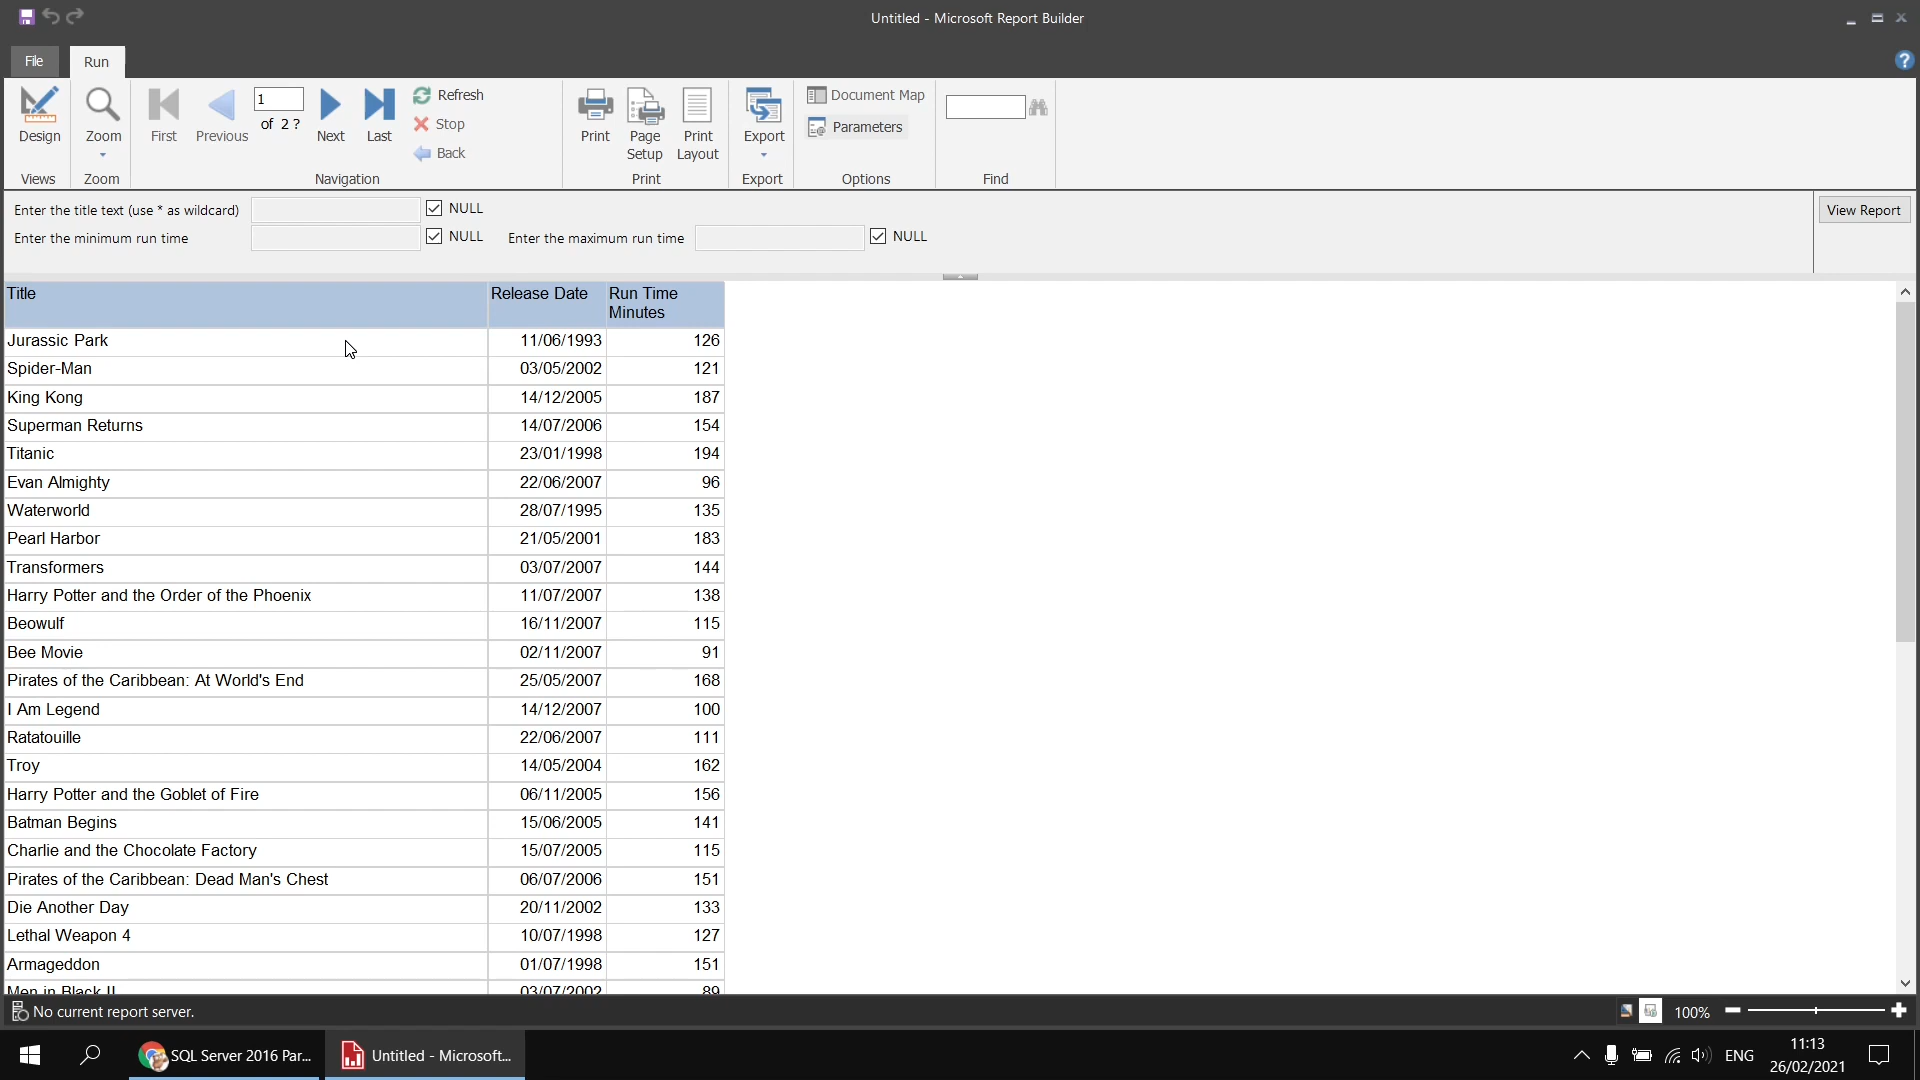 Untitled - Microsoft Report Builder
File Run
Design
Zoom
First
Previous
1
of 2 ?
Next
Last
Refresh
Stop
Back
Print
Page Setup
Print Layout
Export
Document Map
Parameters
Views Zoom Navigation Print Export Options Find
Enter the title text (use * as wildcard) NULL
View Report
Enter the minimum run time NULL Enter the maximum run time NULL
Title Release Date Run Time
Minutes
Jurassic Park 11/06/1993 126
Spider-Man 03/05/2002 121
King Kong 14/12/2005 187
Superman Returns 14/07/2006 154
Titanic 23/01/1998 194
Evan Almighty 22/06/2007 96
Waterworld 28/07/1995 135
Pearl Harbor 21/05/2001 183
Transformers 03/07/2007 144
Harry Potter and the Order of the Phoenix 11/07/2007 138
Beowulf 16/11/2007 115
Bee Movie 02/11/2007 91
Pirates of the Caribbean: At World's End 25/05/2007 168
I Am Legend 14/12/2007 100
Ratatouille 22/06/2007 111
Troy 14/05/2004 162
Harry Potter and the Goblet of Fire 06/11/2005 156
Batman Begins 15/06/2005 141
Charlie and the Chocolate Factory 15/07/2005 115
Pirates of the Caribbean: Dead Man's Chest 06/07/2006 151
Die Another Day 20/11/2002 133
Lethal Weapon 4 10/07/1998 127
Armageddon 01/07/1998 151
Men in Black II 03/07/2002 89
No current report server.
100%
SQL Server 2016 Par...
Untitled - Microsoft...
ENG
11:13
26/02/2021